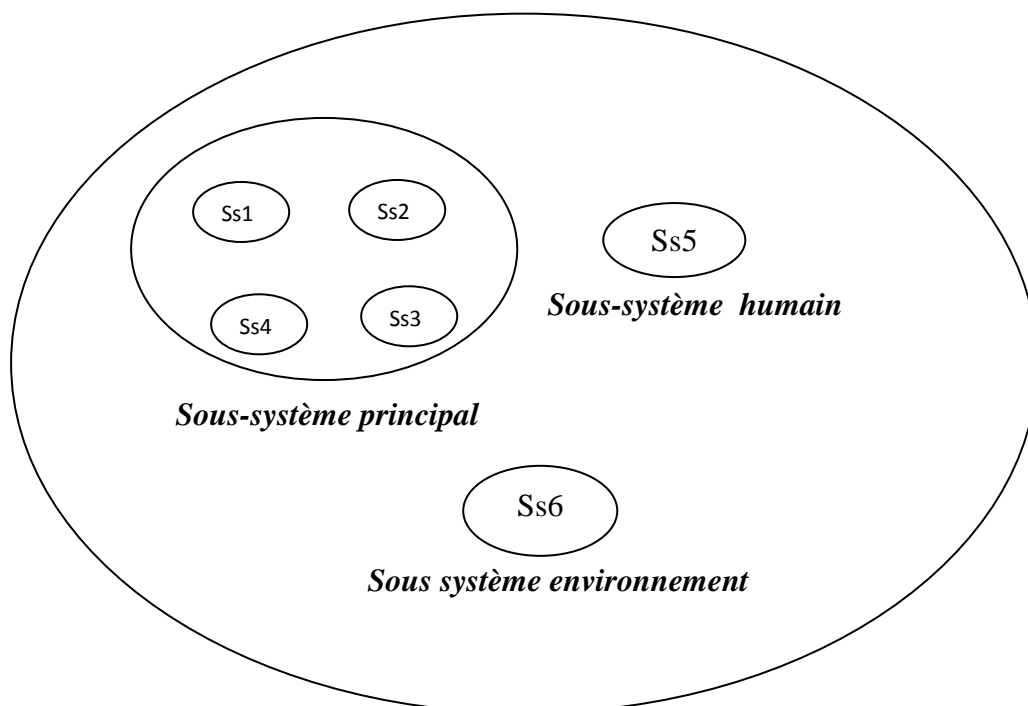 Ss1
Ss2
Ss5
Sous-système humain
Ss4
Ss3
Sous-système principal
Ss6
Sous système environnement